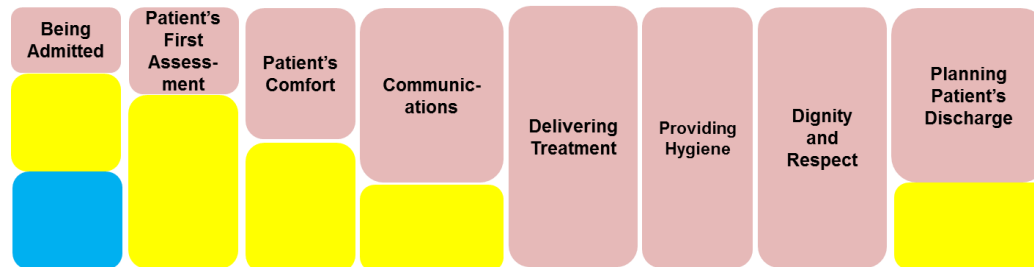 Being
Admitted
Patient's
First
Assess-
ment
Patient's
Comfort
Communic-
ations
Delivering
Treatment
Providing
Hygiene
Dignity
and
Respect
Planning
Patient's
Discharge